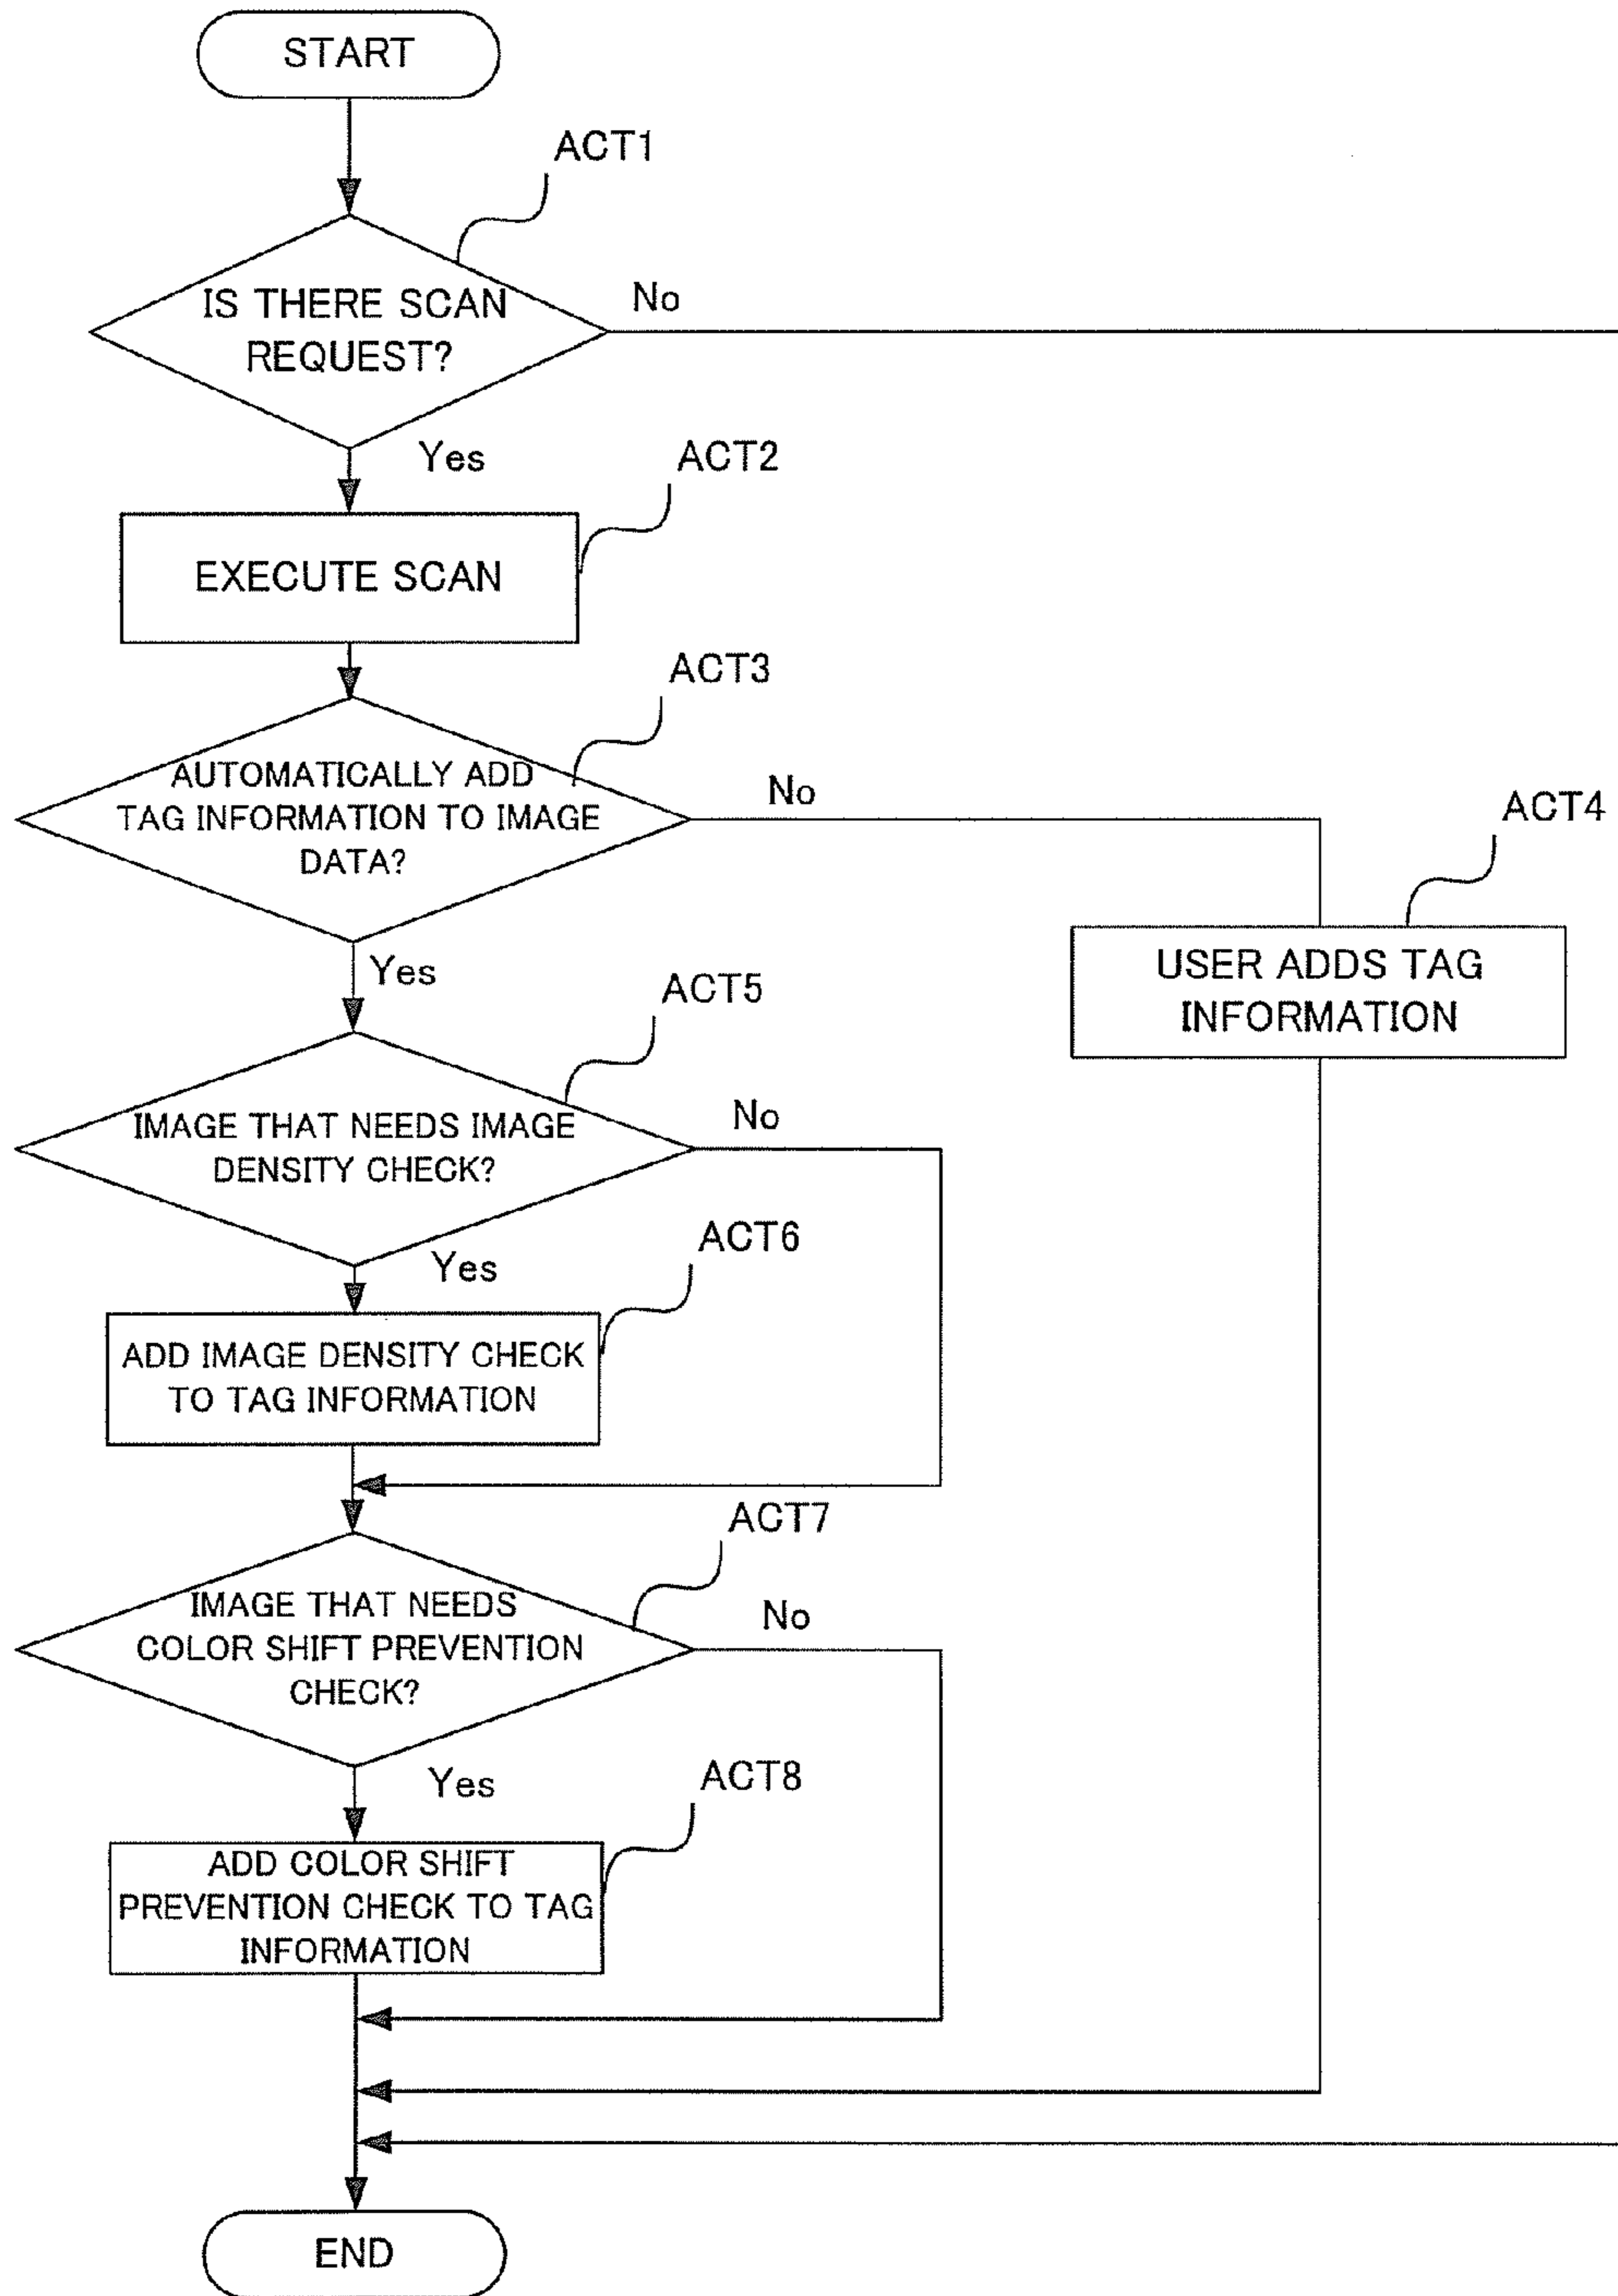 START
ACT1
IS THERE SCAN
REQUEST?
No
Yes
ACT2
EXECUTE SCAN
ACT3
AUTOMATICALLY ADD
TAG INFORMATION TO IMAGE
DATA?
No
ACT4
USER ADDS TAG
INFORMATION
Yes
ACT5
IMAGE THAT NEEDS IMAGE
DENSITY CHECK?
No
Yes
ACT6
ADD IMAGE DENSITY CHECK
TO TAG INFORMATION
ACT7
IMAGE THAT NEEDS
COLOR SHIFT PREVENTION
CHECK?
No
Yes
ACT8
ADD COLOR SHIFT
PREVENTION CHECK TO TAG
INFORMATION
END